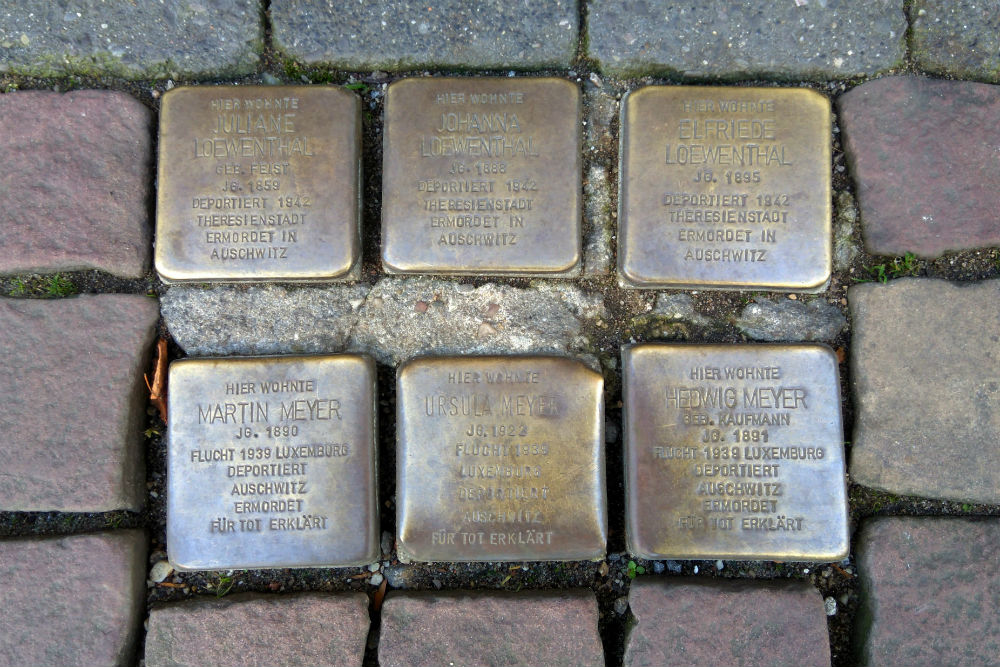 HIER WOHNTE
JULIANE
LOEWENTHAL
GEB. FEIST
JG. 1859
DEPORTIERT 1942
THERESIENSTADT
ERMORDET IN
AUSCHWITZ
HIER WOHNTE
JOHANNA
LOEWENTHAL
JG. 1888
DEPORTIERT 1942
THERESIENSTADT
ERMORDET IN
AUSCHWITZ
HIER WOHNTE
ELFRIEDE
LOEWENTHAL
JG. 1895
DEPORTIERT 1942
THERESIENSTADT
ERMORDET IN
AUSCHWITZ
HIER WOHNTE
MARTIN MEYER
JG. 1890
FLUCHT 1939 LUXEMBURG
DEPORTIERT
AUSCHWITZ
ERMORDET
FÜR TOT ERKLÄRT
HIER WOHNTE
URSULA MEYER
JG. 1922
FLUCHT 1939
LUXEMBURG
DEPORTIERT
AUSCHWITZ
FÜR TOT ERKLÄRT
HIER WOHNTE
HEDWIG MEYER
GEB. KAUFMANN
JG. 1891
FLUCHT 1939 LUXEMBURG
DEPORTIERT
AUSCHWITZ
ERMORDET
FÜR TOT ERKLÄRT